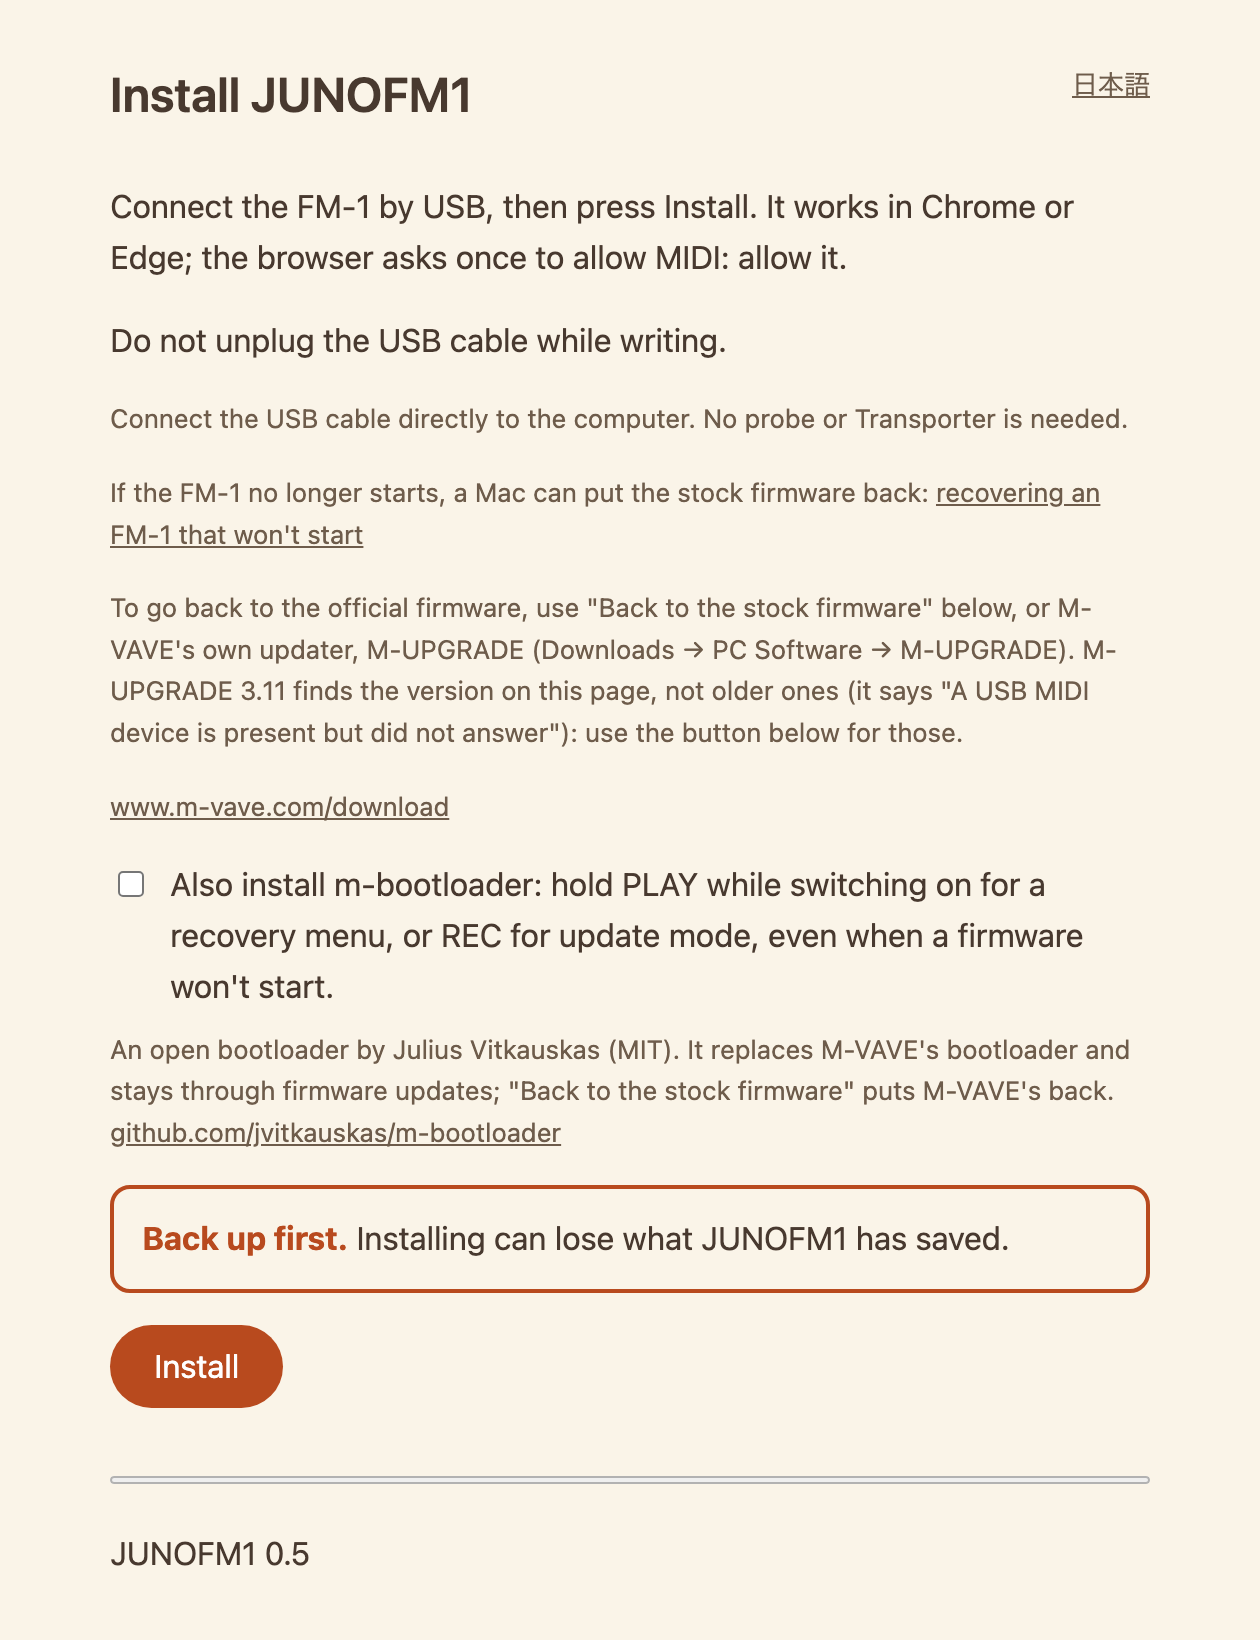 Install JUNOFM1
日本語
Connect the FM-1 by USB, then press Install. It works in Chrome or
Edge; the browser asks once to allow MIDI: allow it.
Do not unplug the USB cable while writing.
Connect the USB cable directly to the computer. No probe or Transporter is needed.
If the FM-1 no longer starts, a Mac can put the stock firmware back: recovering an
FM-1 that won't start
To go back to the official firmware, use "Back to the stock firmware" below, or M-
VAVE's own updater, M-UPGRADE (Downloads → PC Software → M-UPGRADE). M-
UPGRADE 3.11 finds the version on this page, not older ones (it says "A USB MIDI
device is present but did not answer"): use the button below for those.
www.m-vave.com/download
Also install m-bootloader: hold PLAY while switching on for a
recovery menu, or REC for update mode, even when a firmware
won't start.
An open bootloader by Julius Vitkauskas (MIT). It replaces M-VAVE's bootloader and
stays through firmware updates; "Back to the stock firmware" puts M-VAVE's back.
github.com/jvitkauskas/m-bootloader
Back up first. Installing can lose what JUNOFM1 has saved.
Install
JUNOFM1 0.5